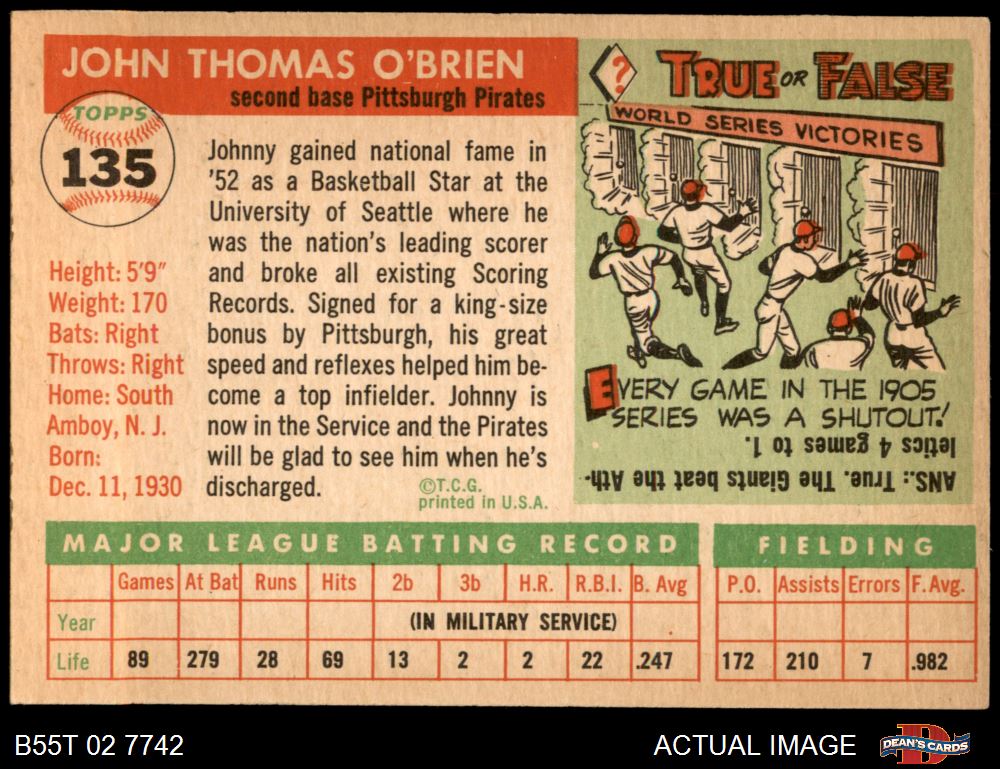 JOHN THOMAS O'BRIEN
second base Pittsburgh Pirates
TOPPS
135
Johnny gained national fame in
'52 as a Basketball Star at the
University of Seattle where he
was the nation's leading scorer
and broke all existing Scoring
Records. Signed for a king-size
bonus by Pittsburgh, his great
speed and reflexes helped him be-
come a top infielder. Johnny is
now in the Service and the Pirates
will be glad to see him when he's
discharged.
©T.C.G.
printed in U.S.A.
Height: 5'9"
Weight: 170
Bats: Right
Throws: Right
Home: South
Amboy, N. J.
Born:
Dec. 11, 1930
?
TRUE OR FALSE
WORLD SERIES VICTORIES
EVERY GAME IN THE 1905
SERIES WAS A SHUTOUT!
ANS.: True. The Giants beat the Ath-
letics 4 games to 1.
MAJOR LEAGUE BATTING RECORD
FIELDING
Games At Bat Runs Hits 2b 3b H.R. R.B.I. B. Avg P.O. Assists Errors F. Avg.
Year (IN MILITARY SERVICE)
Life 89 279 28 69 13 2 2 22 .247 172 210 7 .982
B55T 02 7742
ACTUAL IMAGE
DEAN'S CARDS